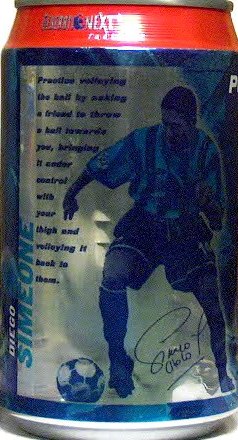 NEXT
P
Practice volleying
the ball by asking
a friend to throw
a ball towards
you, bringing
it under
control
with
your
thigh and
volleying it
back to
them.
DIEGO
SIMEONE